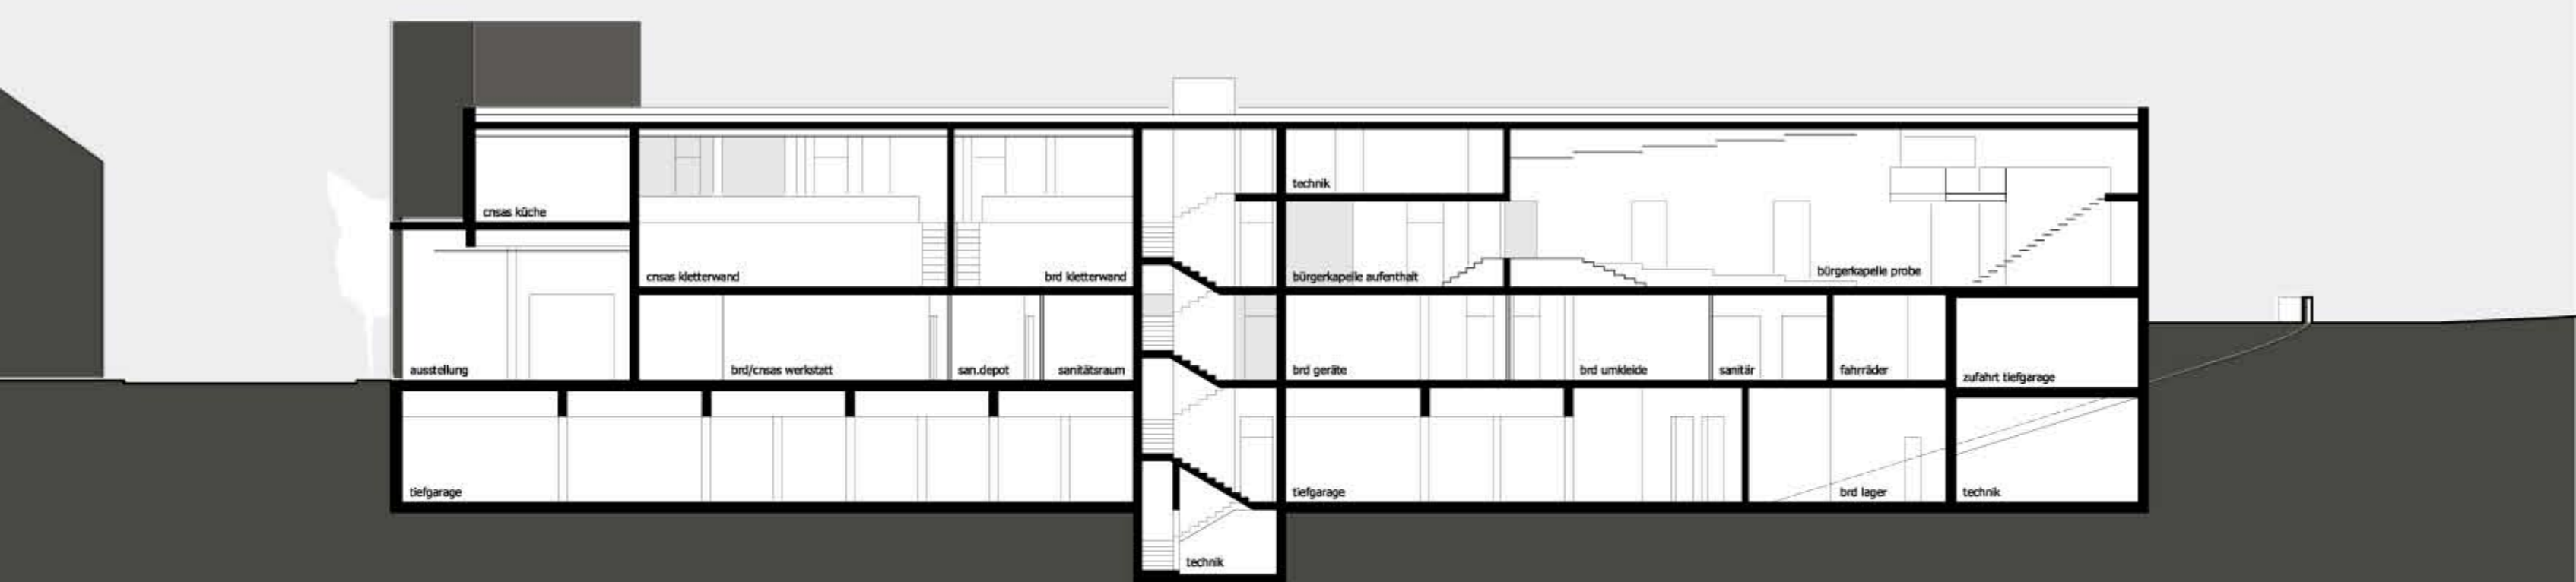 technik
cnsas küche
cnsas kletterwand
brd kletterwand
bürgerkapelle aufenthalt
bürgerkapelle probe
ausstellung
brd/cnsas werkstatt
san.depot
sanitätsraum
brd geräte
brd umkleide
sanitär
fahrräder
zufahrt tiefgarage
tiefgarage
tiefgarage
brd lager
technik
technik